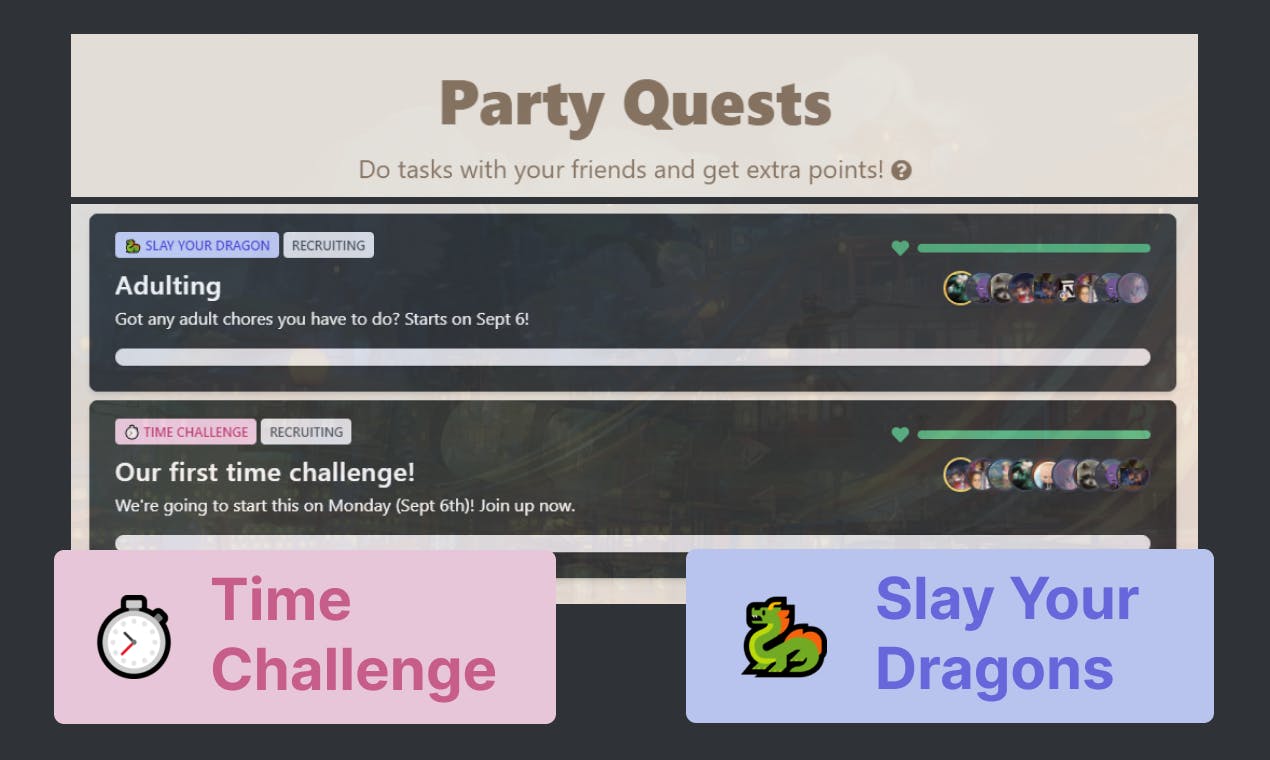 Party Quests
Do tasks with your friends and get extra points!
SLAY YOUR DRAGON RECRUITING
Adulting
Got any adult chores you have to do? Starts on Sept 6!
TIME CHALLENGE RECRUITING
Our first time challenge!
We're going to start this on Monday (Sept 6th)! Join up now.
Time
Challenge
Slay Your
Dragons